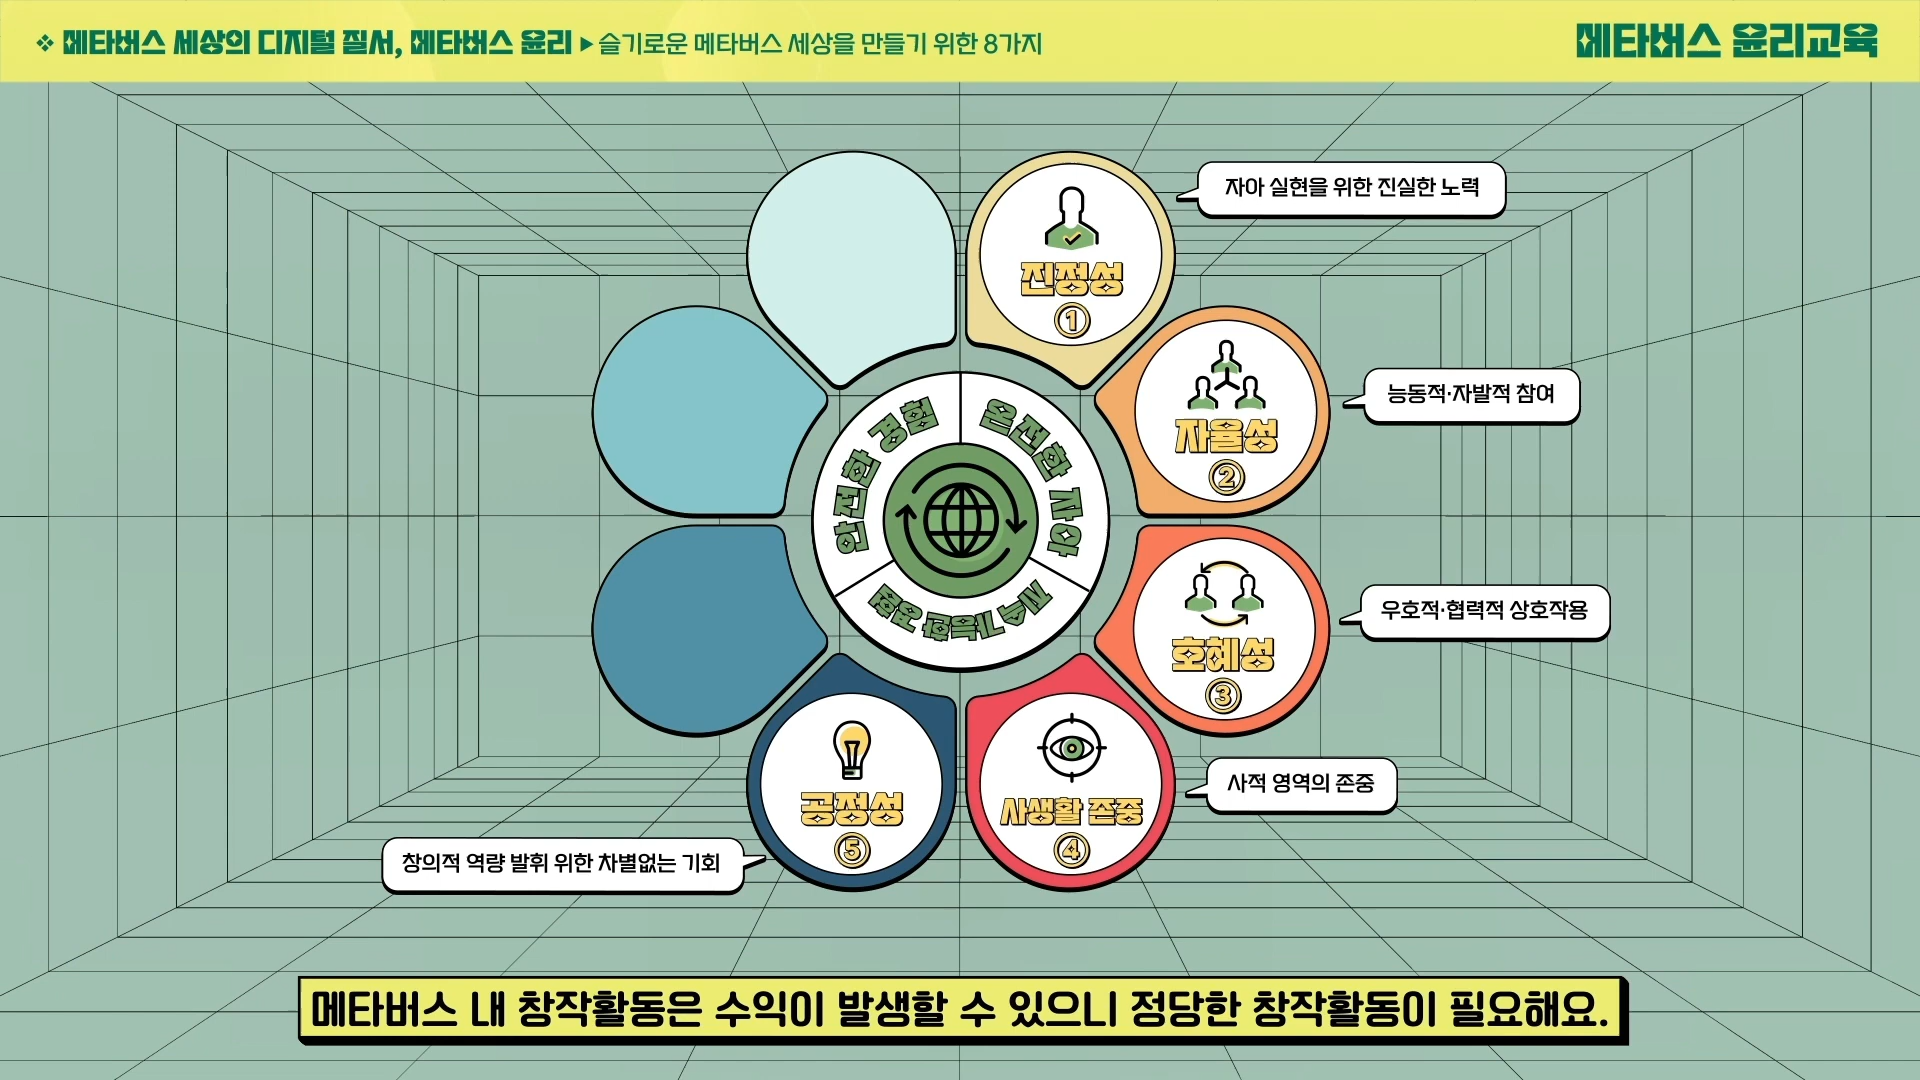 ❖ 메타버스 세상의 디지털 질서, 메타버스 윤리 ▶ 슬기로운 메타버스 세상을 만들기 위한 8가지
메타버스 윤리교육
진정성
①
자아 실현을 위한 진실한 노력
자율성
②
능동적·자발적 참여
호혜성
③
우호적·협력적 상호작용
사생활 존중
④
사적 영역의 존중
공정성
⑤
창의적 역량 발휘 위한 차별없는 기회
온전한 자아
안전한 경험
지속가능한 번영
메타버스 내 창작활동은 수익이 발생할 수 있으니 정당한 창작활동이 필요해요.